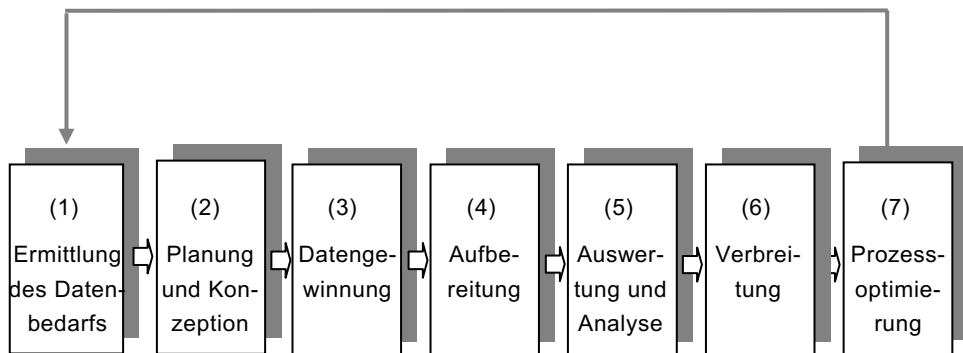 (1)
Ermittlung
des Daten-
bedarfs
(2)
Planung
und Kon-
zeption
(3)
Datenge-
winnung
(4)
Aufbe-
reitung
(5)
Auswer-
tung und
Analyse
(6)
Verbrei-
tung
(7)
Prozess-
optimie-
rung